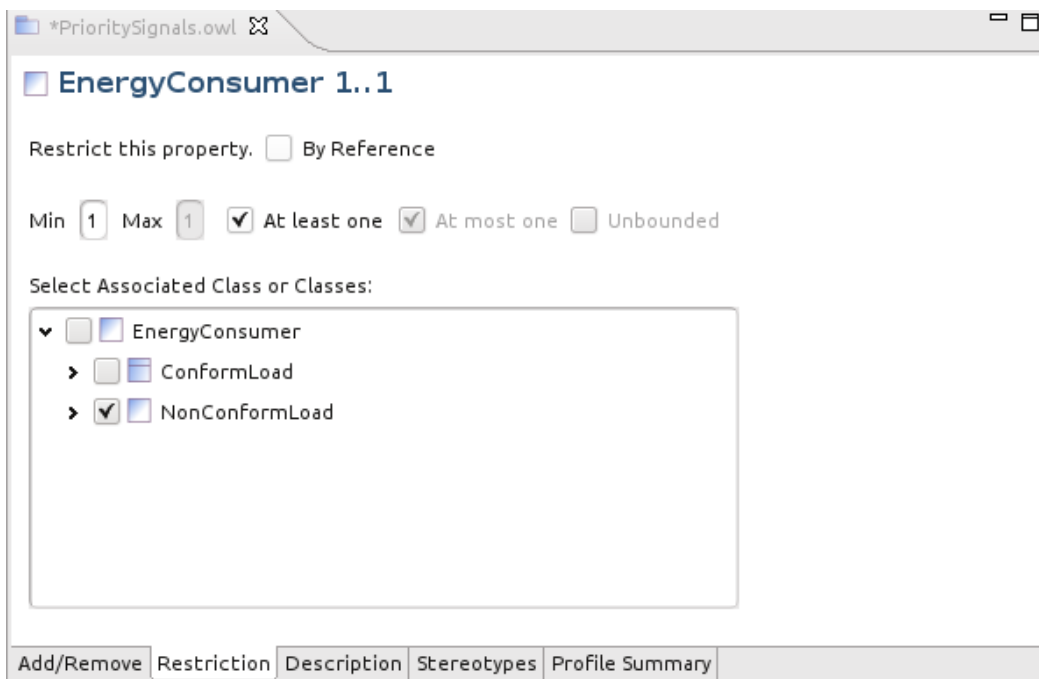 *PrioritySignals.owl
EnergyConsumer 1..1
Restrict this property. By Reference
Min 1 Max 1 At least one At most one Unbounded
Select Associated Class or Classes:
EnergyConsumer
ConformLoad
NonConformLoad
Add/Remove Restriction Description Stereotypes Profile Summary